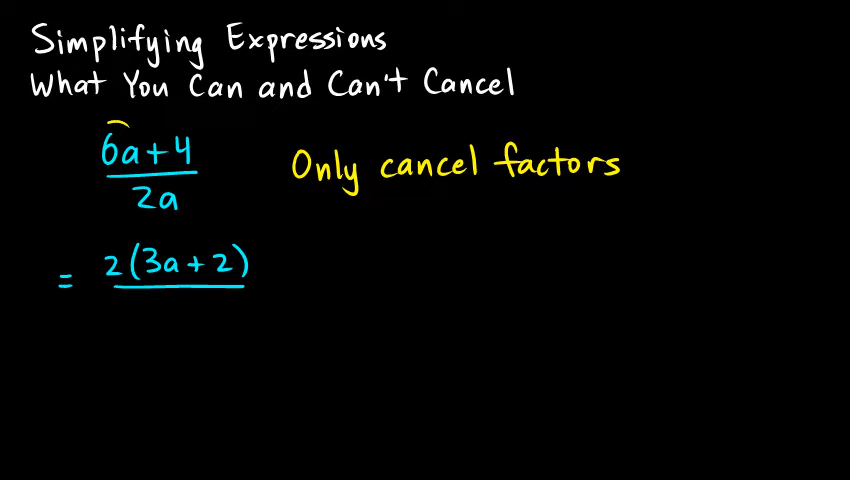 Simplifying Expressions
What You Can and Can't Cancel
6a+4
2a
Only cancel factors
= 2(3a+2)